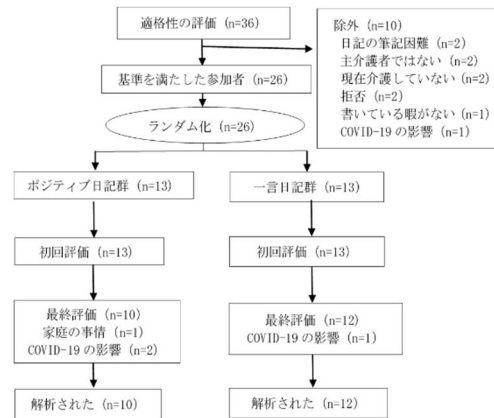 適格性の評価 (n=36)
除外 (n=10)
日記の筆記困難 (n=2)
主介護者ではない (n=2)
現在介護していない (n=2)
拒否 (n=2)
書いている暇がない (n=1)
COVID-19 の影響 (n=1)
基準を満たした参加者 (n=26)
ランダム化 (n=26)
ポジティブ日記群 (n=13)
一言日記群 (n=13)
初回評価 (n=13)
初回評価 (n=13)
最終評価 (n=10)
家庭の事情 (n=1)
COVID-19 の影響 (n=2)
最終評価 (n=12)
COVID-19 の影響 (n=1)
解析された (n=10)
解析された (n=12)